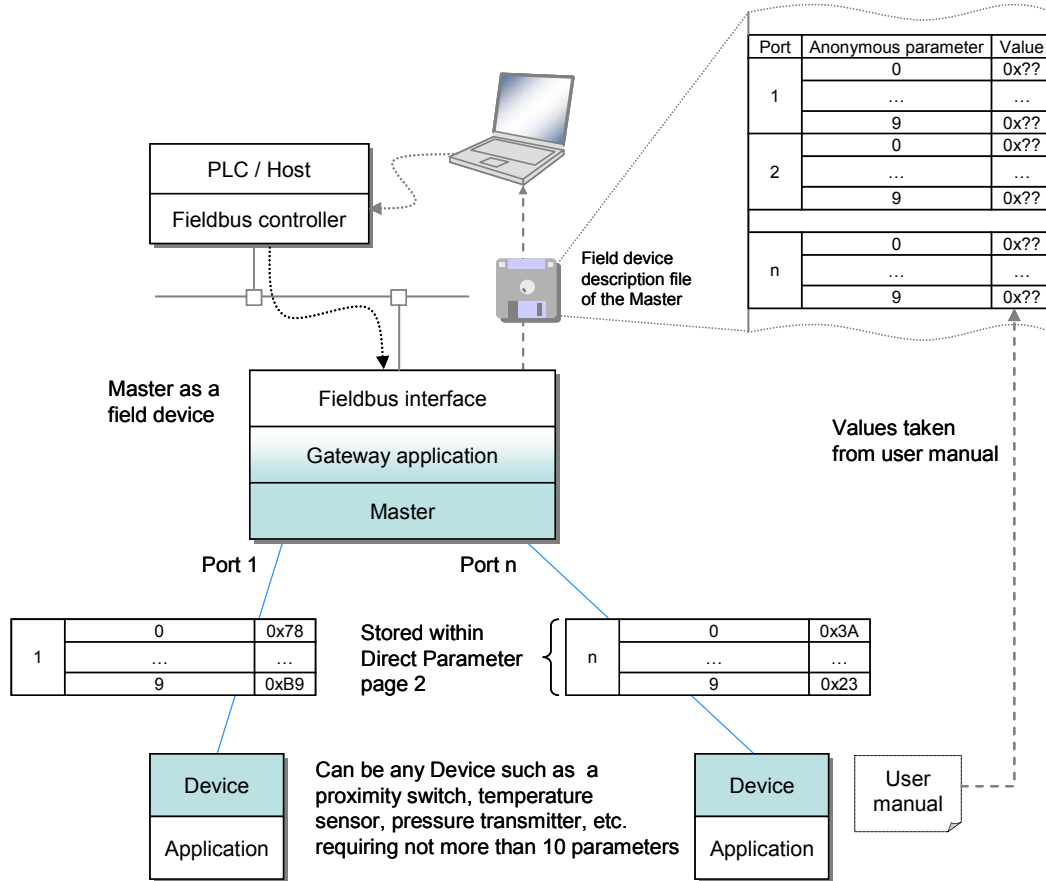 Port Anonymous parameter Value
1
0 0x??
... ...
9 0x??
2
0 0x??
... ...
9 0x??
n
0 0x??
... ...
9 0x??
PLC / Host
Fieldbus controller
Field device
description file
of the Master
Master as a
field device
Fieldbus interface
Gateway application
Master
Values taken
from user manual
Port 1
Port n
1
0 0x78
... ...
9 0xB9
Stored within
Direct Parameter
page 2
n
0 0x3A
... ...
9 0x23
Device
Application
Can be any Device such as a
proximity switch, temperature
sensor, pressure transmitter, etc.
requiring not more than 10 parameters
Device
Application
User
manual